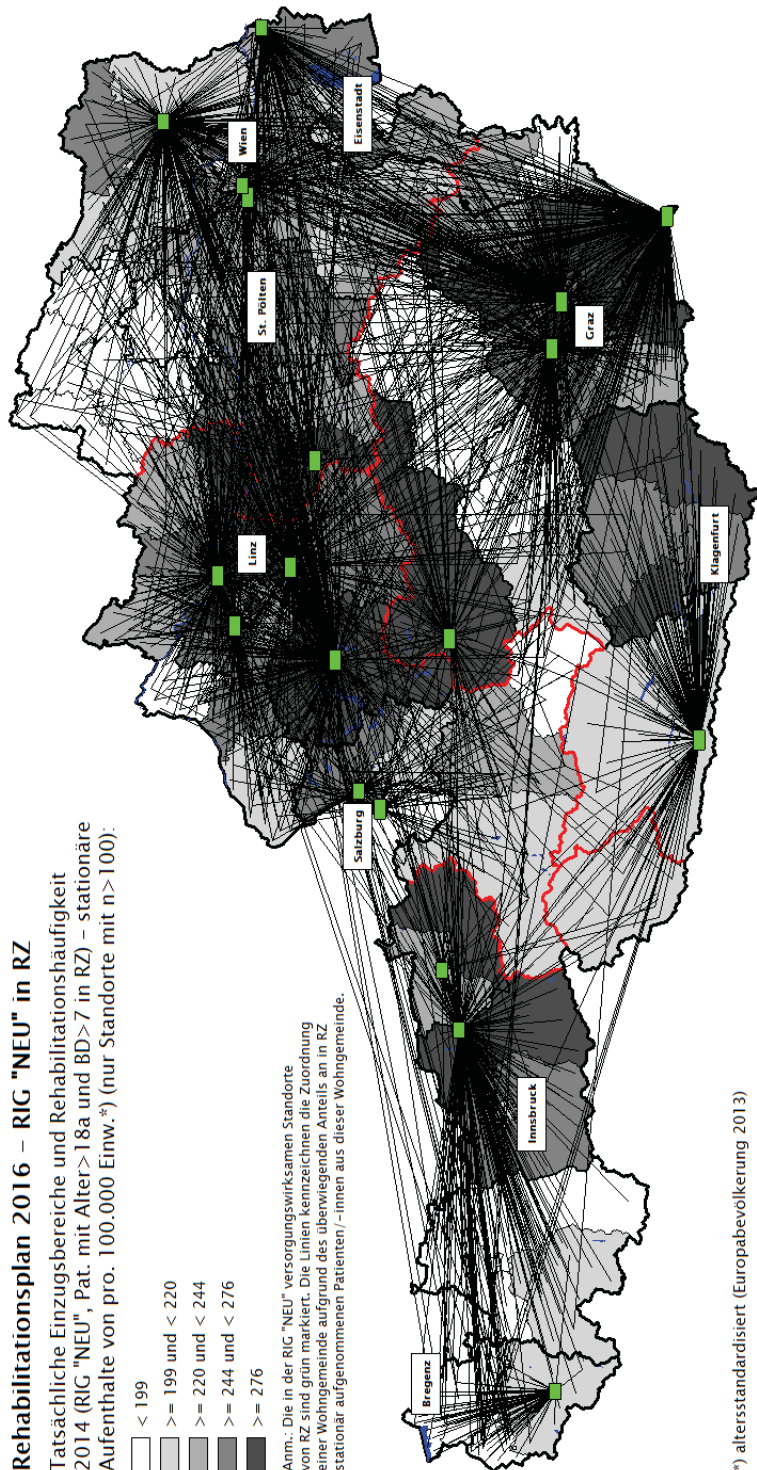 Rehabilitationsplan 2016 – RIG "NEU" in RZ
Tatsächliche Einzugsbereiche und Rehabilitationshäufigkeit
2014 (RIG "NEU", Pat. mit Alter>18a und BD>7 in RZ) – stationäre
Aufenthalte von pro. 100.000 Einw.*) (nur Standorte mit n>100):
< 199
>= 199 und < 220
>= 220 und < 244
>= 244 und < 276
>= 276
Anm.: Die in der RIG "NEU" versorgungswirksamen Standorte
von RZ sind grün markiert. Die Linien kennzeichnen die Zuordnung
einer Wohngemeinde aufgrund des überwiegenden Anteils an in RZ
stationär aufgenommenen Patienten/-innen aus dieser Wohngemeinde.
Bregenz
Innsbruck
Salzburg
Linz
St. Pölten
Wien
Eisenstadt
Graz
Klagenfurt
*) altersstandardisiert (Europabevölkerung 2013)